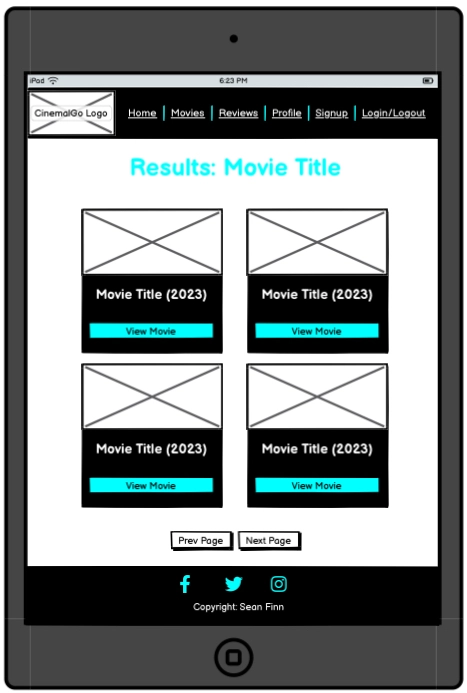 iPad 6:23 PM
CinemalGo Logo Home Movies Reviews Profile Signup Login/Logout
Results: Movie Title
Movie Title (2023) Movie Title (2023)
View Movie View Movie
Movie Title (2023) Movie Title (2023)
View Movie View Movie
Prev Page Next Page
Copyright: Sean Finn